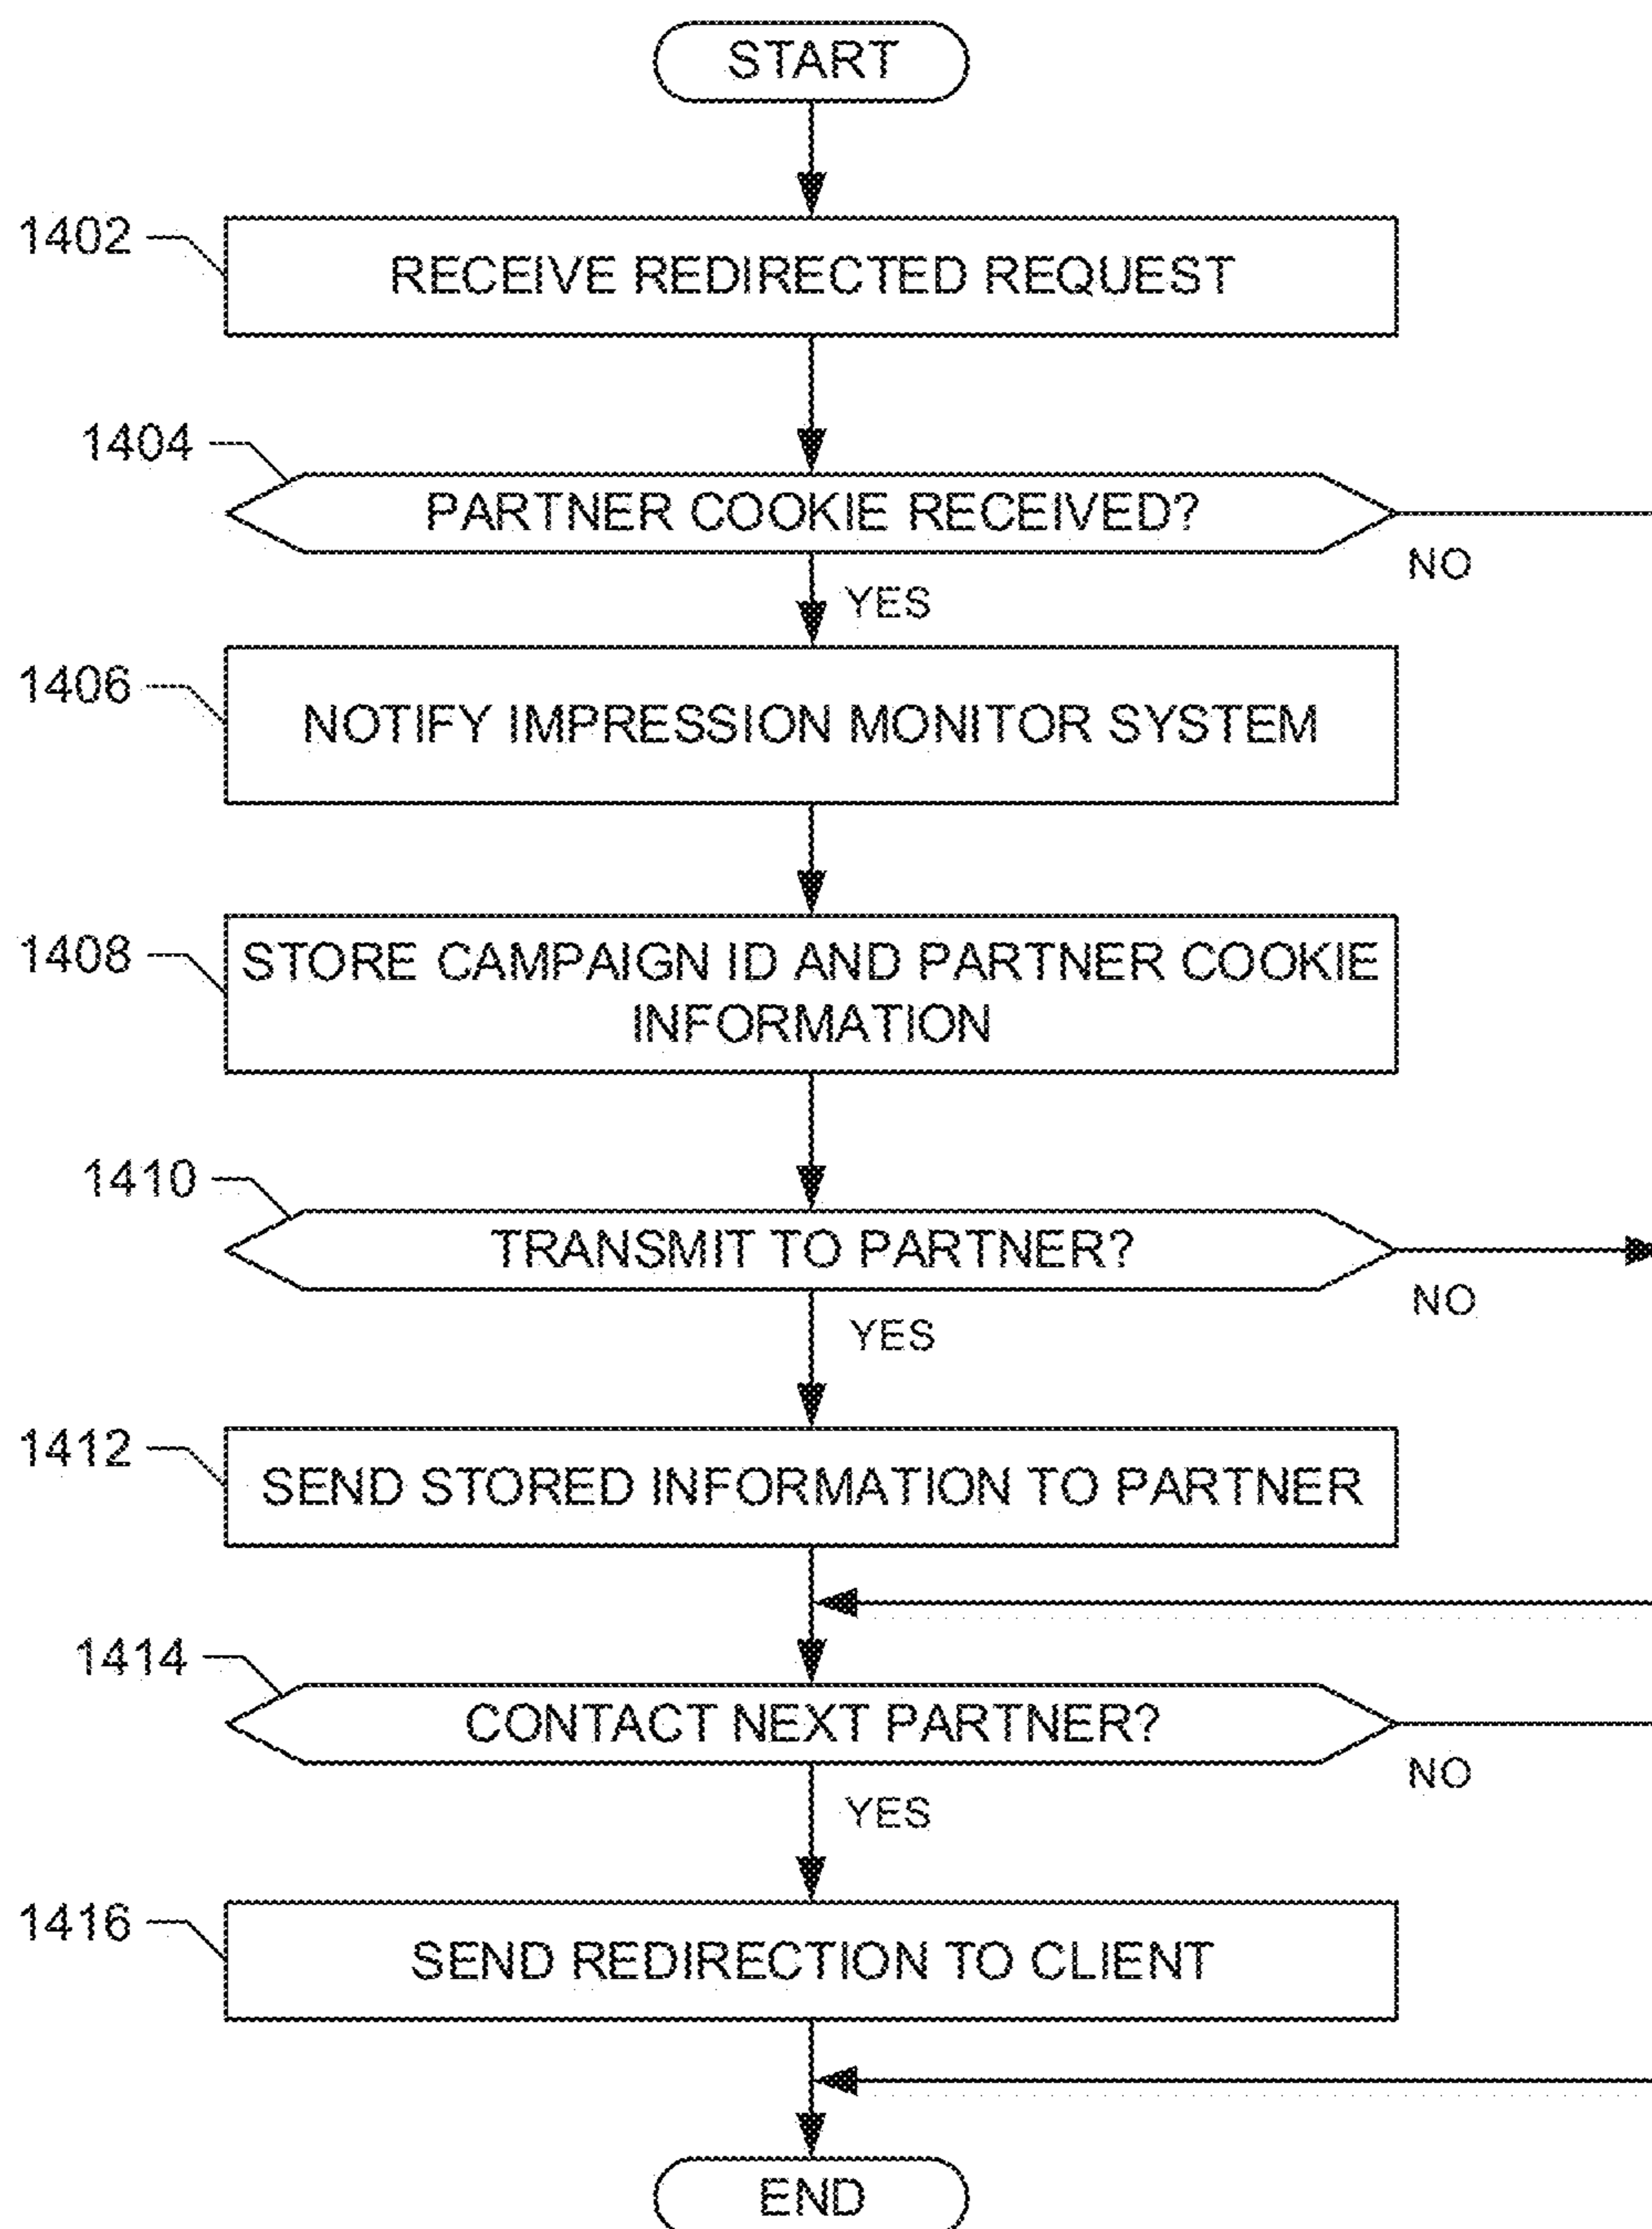 START
1402
RECEIVE REDIRECTED REQUEST
1404
PARTNER COOKIE RECEIVED?
NO
YES
1406
NOTIFY IMPRESSION MONITOR SYSTEM
1408
STORE CAMPAIGN ID AND PARTNER COOKIE
INFORMATION
1410
TRANSMIT TO PARTNER?
NO
YES
1412
SEND STORED INFORMATION TO PARTNER
1414
CONTACT NEXT PARTNER?
NO
YES
1416
SEND REDIRECTION TO CLIENT
END